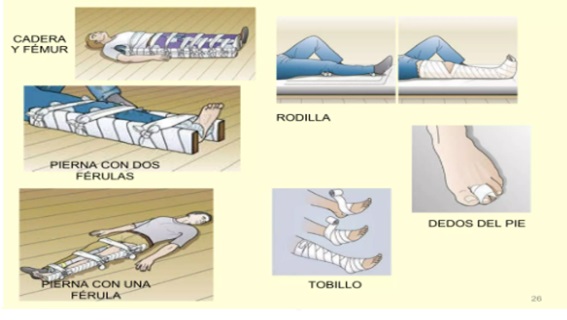 CADERA
Y FÉMUR
RODILLA
PIERNA CON DOS
FÉRULAS
DEDOS DEL PIE
PIERNA CON UNA
FÉRULA
TOBILLO
26